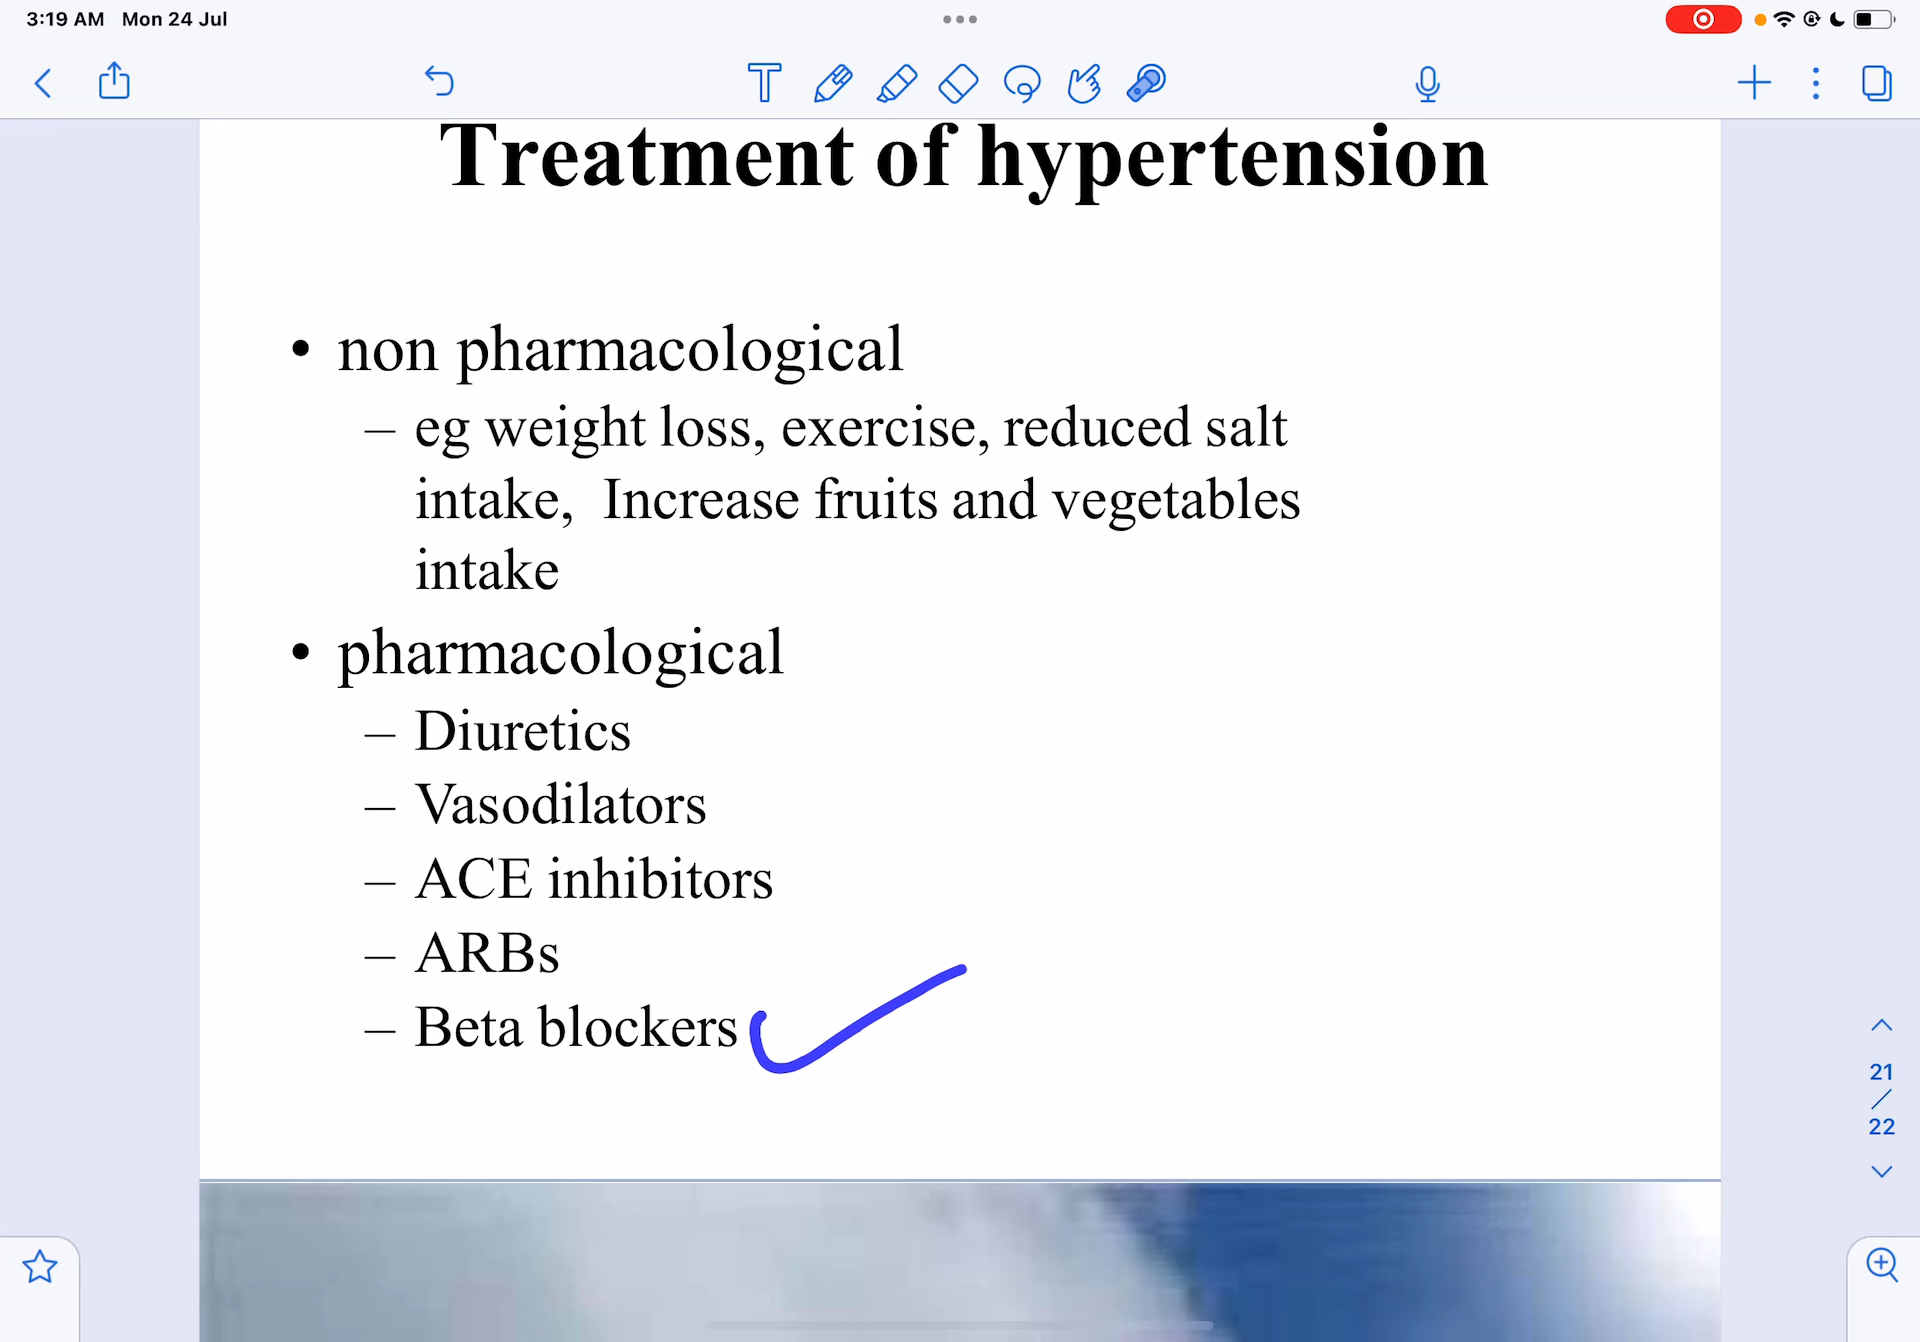 3:19 AM Mon 24 Jul
Treatment of hypertension
• non pharmacological
– eg weight loss, exercise, reduced salt
intake, Increase fruits and vegetables
intake
• pharmacological
– Diuretics
– Vasodilators
– ACE inhibitors
– ARBs
– Beta blockers
21
/
22